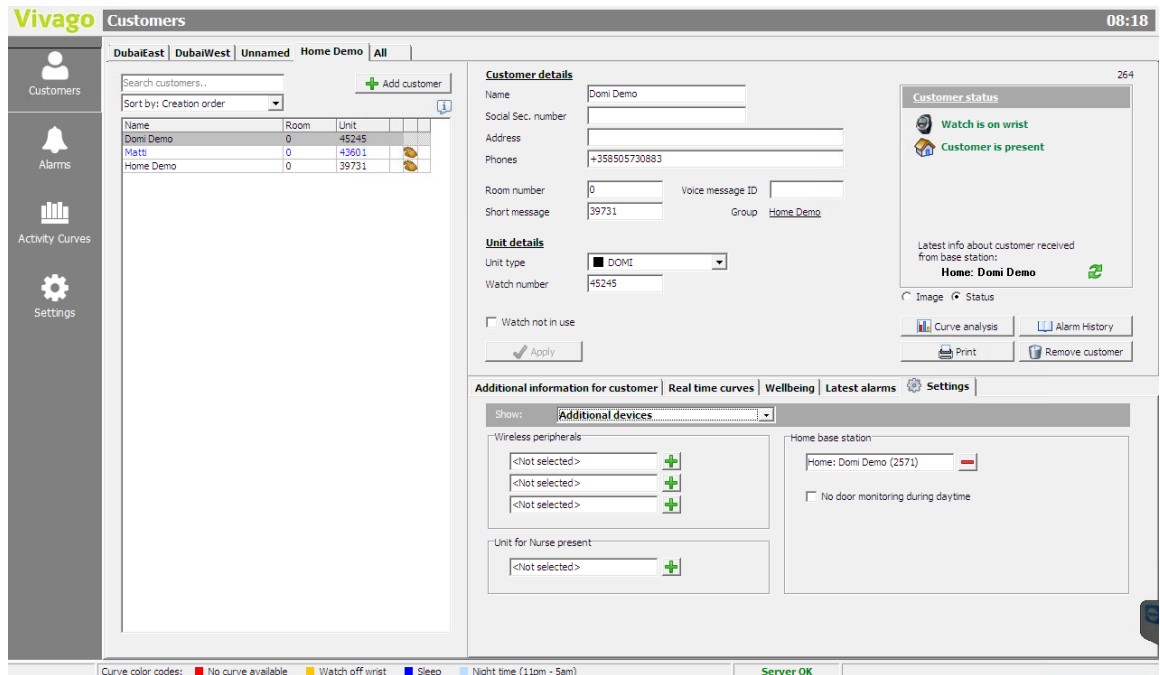 Vivago Customers 08:18
DubaiEast DubaiWest Unnamed Home Demo All
Customers
Alarms
Activity Curves
Settings
Search customers..
Add customer
Sort by: Creation order
Name Room Unit
Domi Demo 0 45245
Matti 0 43601
Home Demo 0 39731
Customer details 264
Name Domi Demo
Social Sec. number
Address
Phones +358505730883
Room number 0 Voice message ID
Short message 39731 Group Home Demo
Unit details
Unit type DOMI
Watch number 45245
Watch not in use
Apply
Customer status
Watch is on wrist
Customer is present
Latest info about customer received
from base station:
Home: Domi Demo
Image Status
Curve analysis Alarm History
Print Remove customer
Additional information for customer Real time curves Wellbeing Latest alarms Settings
Show: Additional devices
Wireless peripherals
<Not selected>
<Not selected>
<Not selected>
Unit for Nurse present
<Not selected>
Home base station
Home: Domi Demo (2571)
No door monitoring during daytime
Curve color codes: No curve available Watch off wrist Sleep Night time (11pm - 5am) Server OK